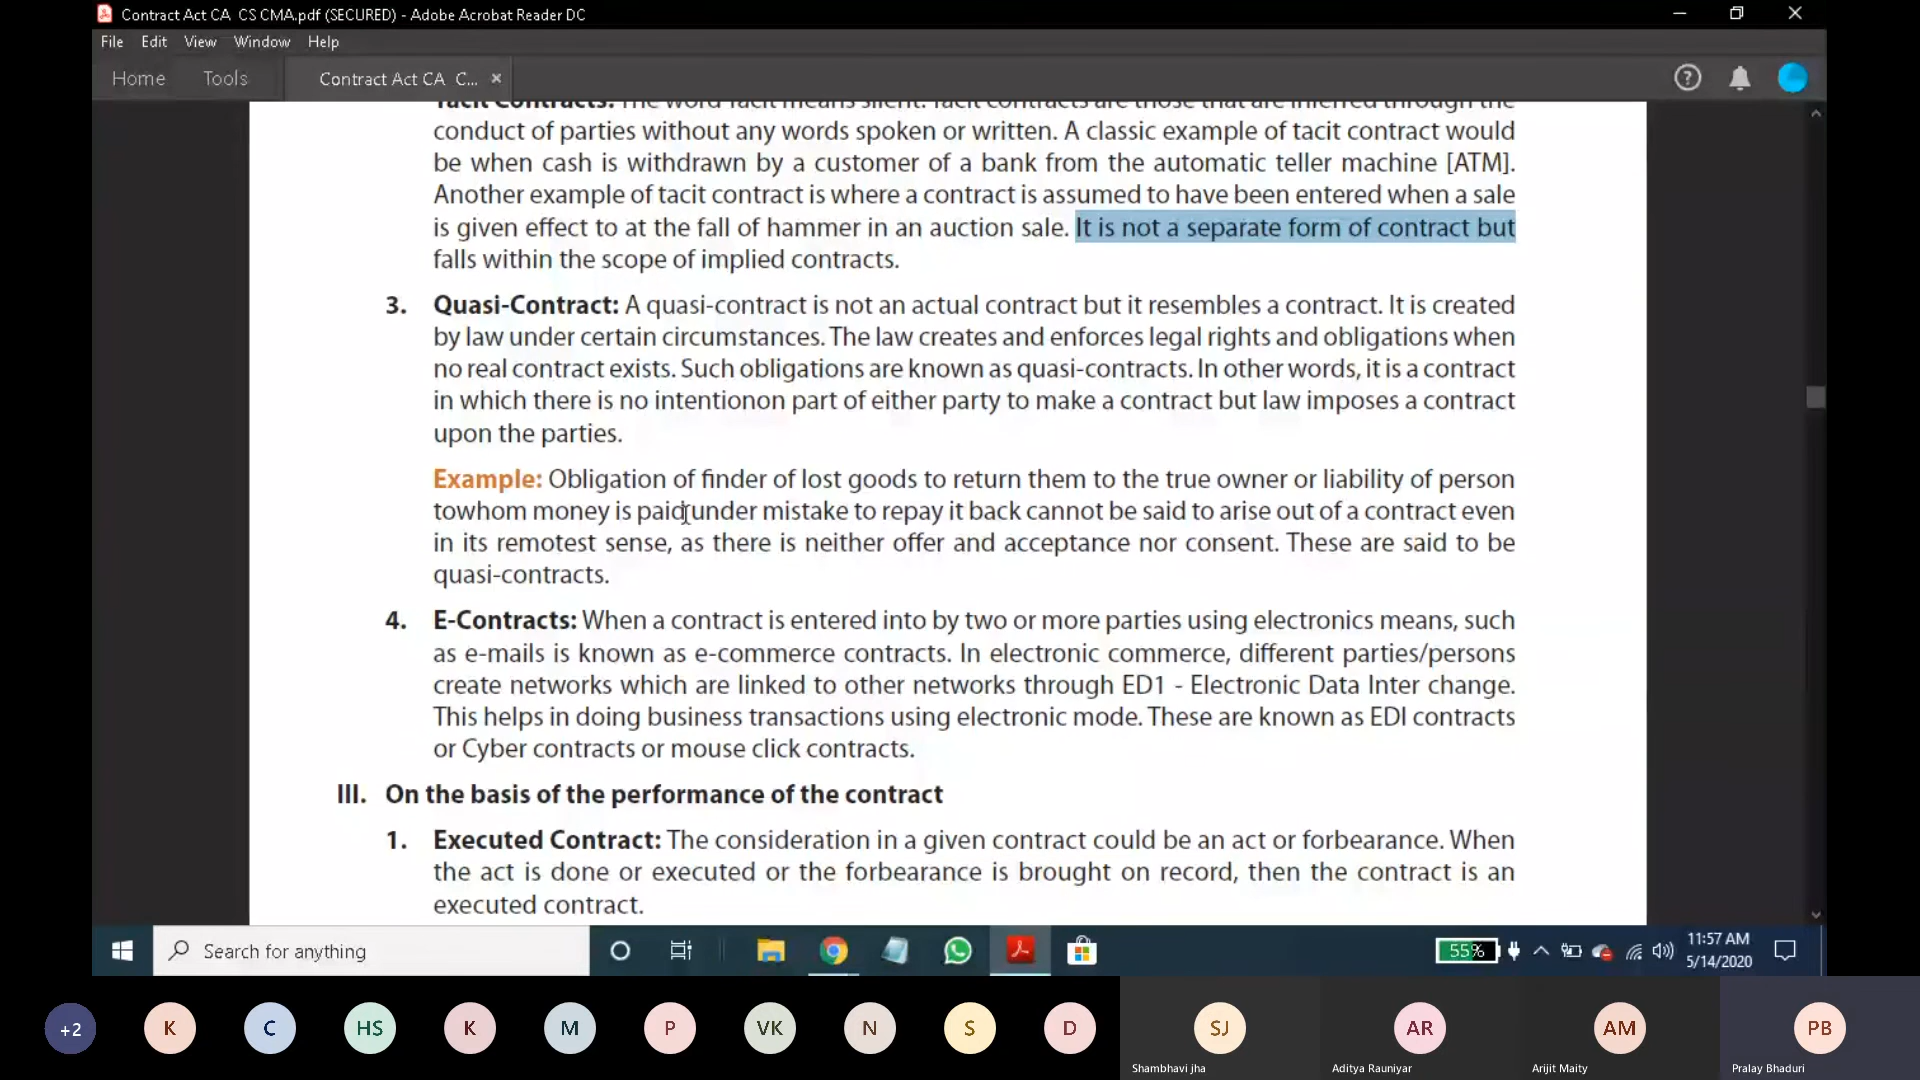 Contract Act CA CS CMA.pdf (SECURED) - Adobe Acrobat Reader DC
File Edit View Window Help
Home Tools Contract Act CA C... ×
Tacit Contracts: The word Tacit means silent. Tacit contracts are those that are inferred through the
conduct of parties without any words spoken or written. A classic example of tacit contract would
be when cash is withdrawn by a customer of a bank from the automatic teller machine [ATM].
Another example of tacit contract is where a contract is assumed to have been entered when a sale
is given effect to at the fall of hammer in an auction sale. It is not a separate form of contract but
falls within the scope of implied contracts.
3. Quasi-Contract: A quasi-contract is not an actual contract but it resembles a contract. It is created
by law under certain circumstances. The law creates and enforces legal rights and obligations when
no real contract exists. Such obligations are known as quasi-contracts. In other words, it is a contract
in which there is no intentionon part of either party to make a contract but law imposes a contract
upon the parties.
Example: Obligation of finder of lost goods to return them to the true owner or liability of person
towhom money is paid under mistake to repay it back cannot be said to arise out of a contract even
in its remotest sense, as there is neither offer and acceptance nor consent. These are said to be
quasi-contracts.
4. E-Contracts: When a contract is entered into by two or more parties using electronics means, such
as e-mails is known as e-commerce contracts. In electronic commerce, different parties/persons
create networks which are linked to other networks through ED1 - Electronic Data Inter change.
This helps in doing business transactions using electronic mode. These are known as EDI contracts
or Cyber contracts or mouse click contracts.
III. On the basis of the performance of the contract
1. Executed Contract: The consideration in a given contract could be an act or forbearance. When
the act is done or executed or the forbearance is brought on record, then the contract is an
executed contract.
Search for anything
55%
11:57 AM
5/14/2020
+2 K C HS K M P VK N S D SJ AR AM PB
Shambhavi jha Aditya Rauniyar Arijit Maity Pralay Bhaduri